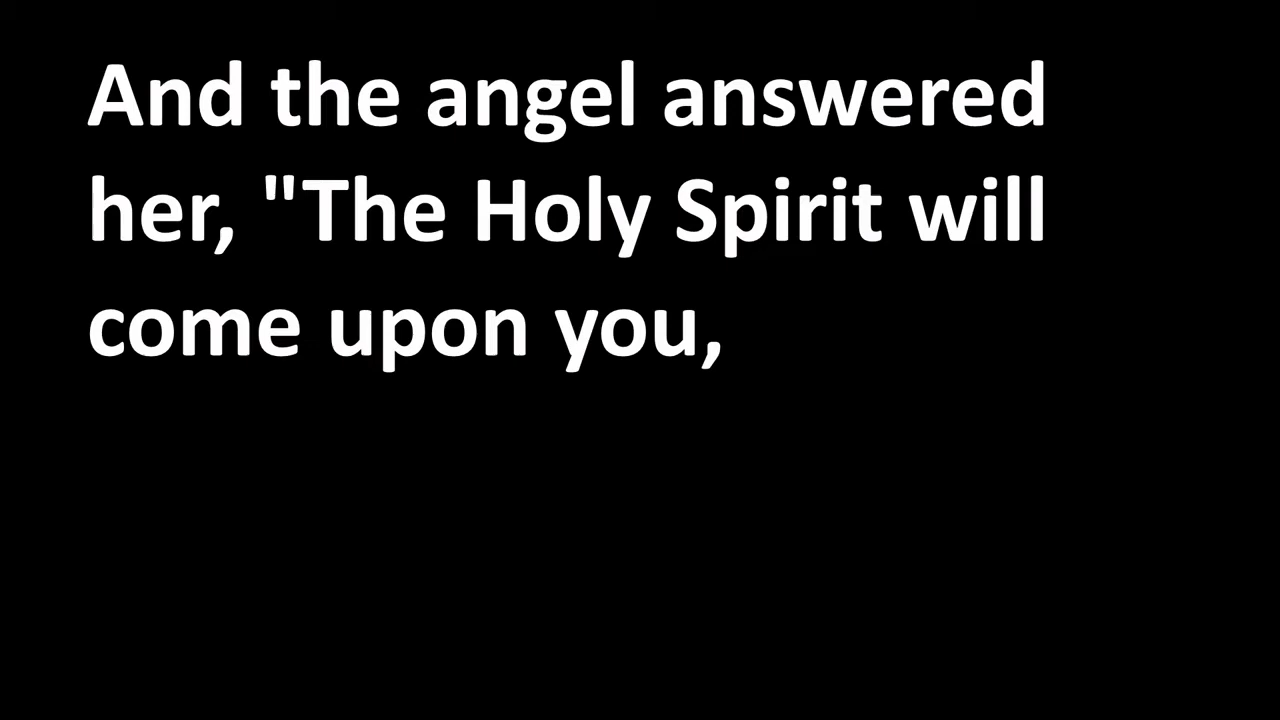 And the angel answered
her, "The Holy Spirit will
come upon you,